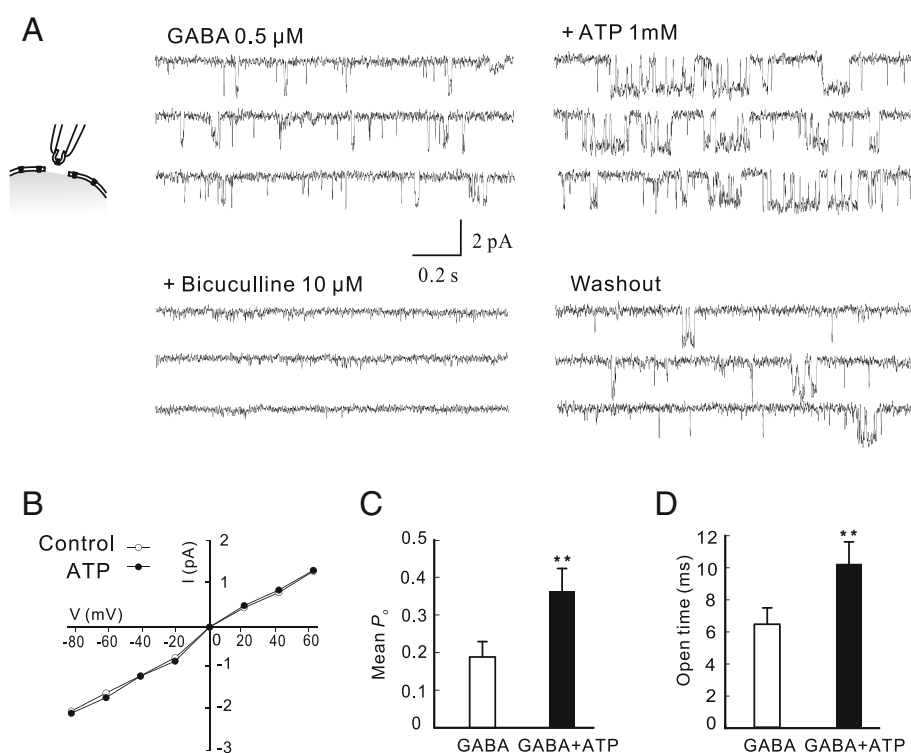 A
GABA 0.5 μM
+ ATP 1mM
2 pA
0.2 s
+ Bicuculline 10 μM
Washout
B
Control
ATP
V (mV)
I (pA)
2
1
-80 -60 -40 -20 0 20 40 60
-1
-2
-3
C
Mean Po
0.5
0.4
0.3
0.2
0.1
0
**
GABA GABA+ATP
D
Open time (ms)
12
10
8
6
4
2
0
**
GABA GABA+ATP